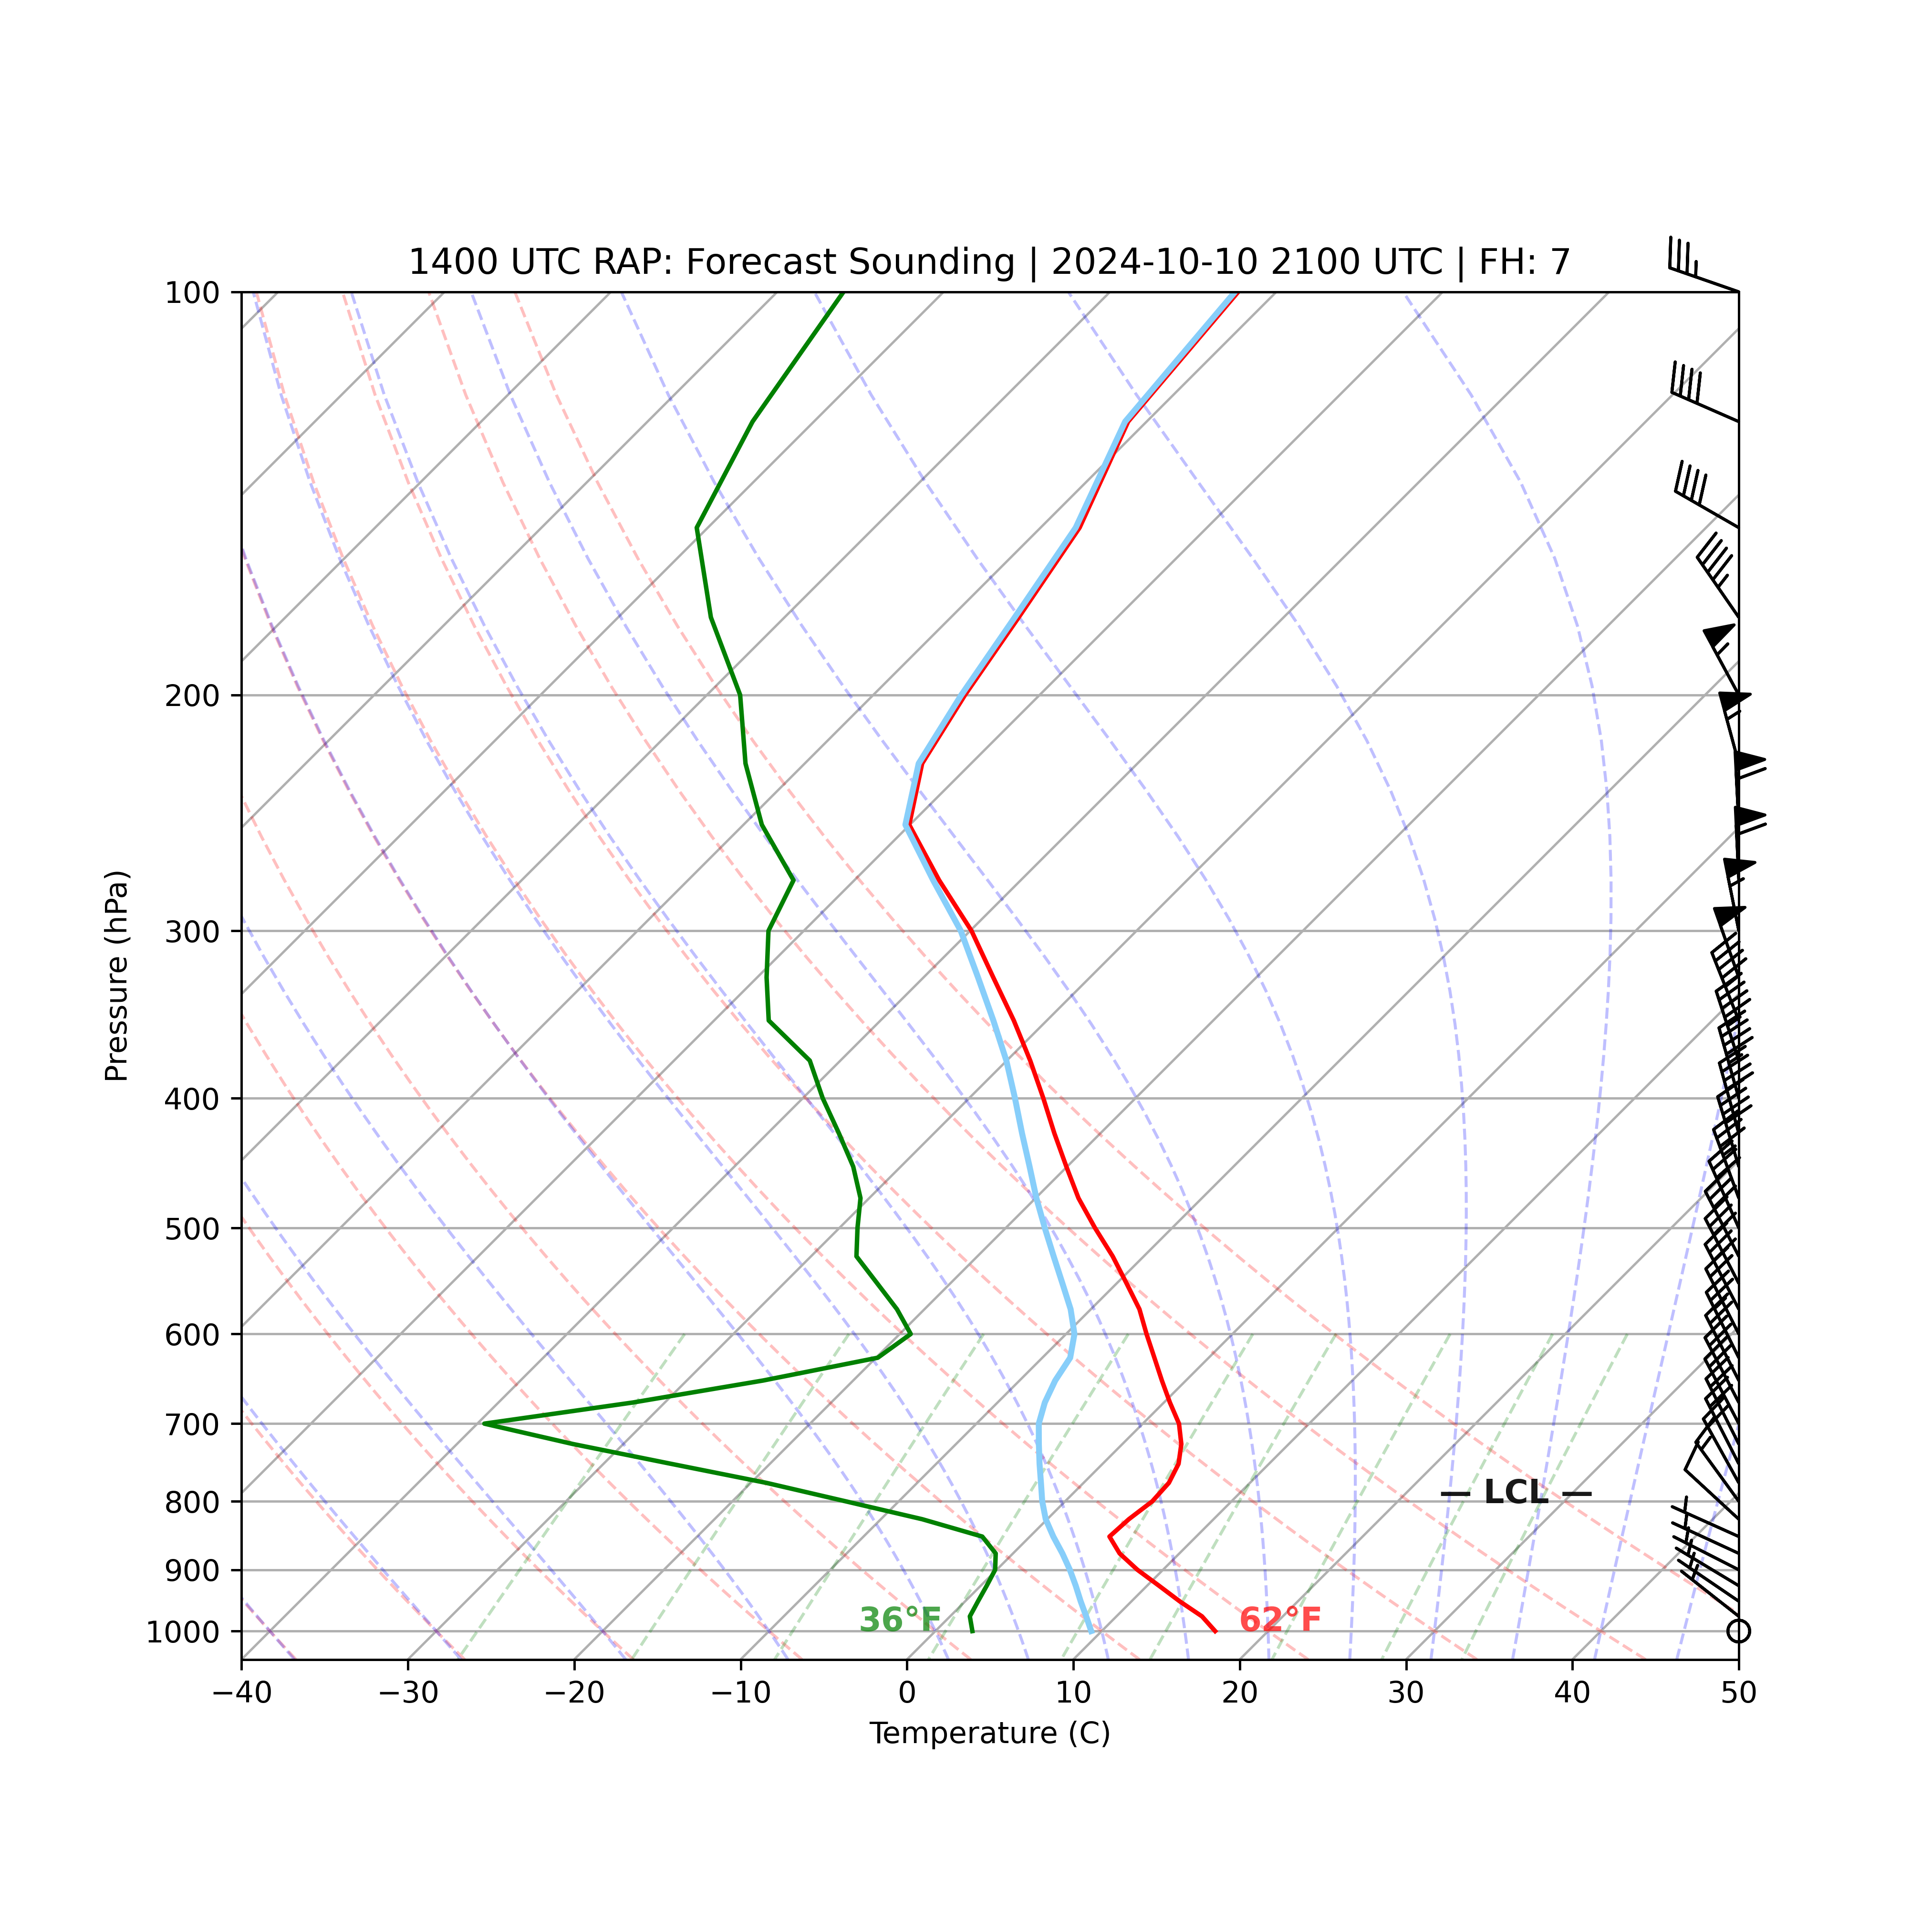 1400 UTC RAP: Forecast Sounding | 2024-10-10 2100 UTC | FH: 7
100
200
300
400
500
600
700
800
900
1000
Pressure (hPa)
— LCL —
36°F
62°F
−40 −30 −20 −10 0 10 20 30 40 50
Temperature (C)